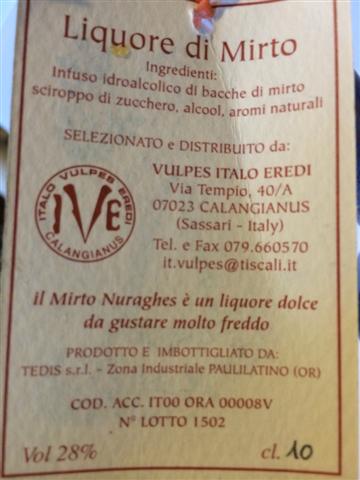 Liquore di Mirto
Ingredienti:
Infuso idroalcolico di bacche di mirto
sciroppo di zucchero, alcool, aromi naturali
SELEZIONATO e DISTRIBUITO da:
ITALO VULPES EREDI
IVE
CALANGIANUS
VULPES ITALO EREDI
Via Tempio, 40/A
07023 CALANGIANUS
(Sassari - Italy)
Tel. e Fax 079.660570
it.vulpes@tiscali.it
il Mirto Nuraghes è un liquore dolce
da gustare molto freddo
PRODOTTO E IMBOTTIGLIATO DA:
TEDIS s.r.l. - Zona Industriale PAULILATINO (OR)
COD. ACC. IT00 ORA 00008V
N° LOTTO 1502
Vol 28% cl. 10